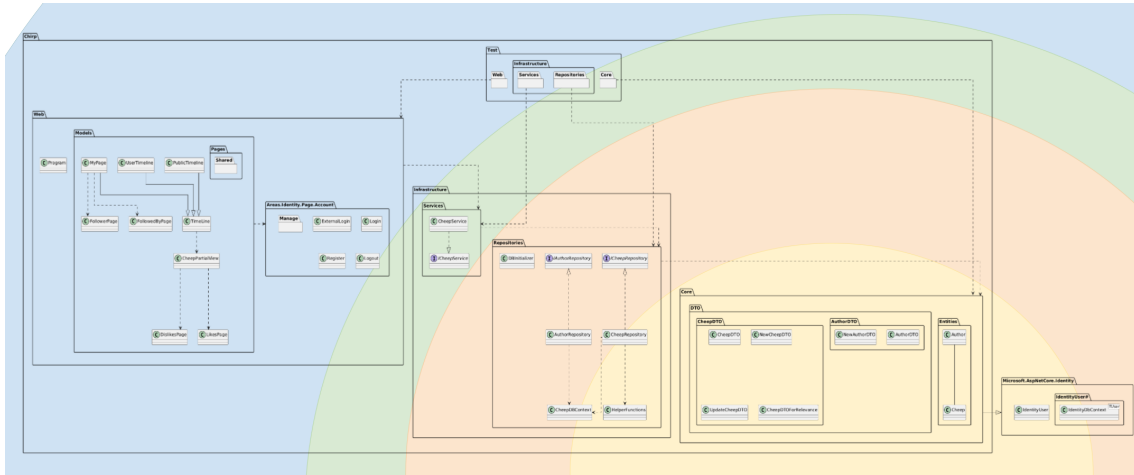 Chirp
Test
Infrastructure
Web
Services
Repositories
Core
Web
Models
Pages
Shared
Program
MyPage
UserTimeline
PublicTimeline
FollowerPage
FollowedByPage
TimeLine
CheepPartialView
DislikesPage
LikesPage
Areas.Identity.Page.Account
Manage
ExternalLogin
Login
Register
Logout
Infrastructure
Services
CheepService
ICheepService
Repositories
DBInitializer
IAuthorRepository
ICheepRepository
AuthorRepository
CheepRepository
CheepDBContext
HelperFunctions
Core
DTO
CheepDTO
CheepDTO
NewCheepDTO
UpdateCheepDTO
CheepDTOForRelevance
AuthorDTO
NewAuthorDTO
AuthorDTO
Entities
Author
Cheep
Microsoft.AspNetCore.Identity
IdentityUser
IdentityDbContext